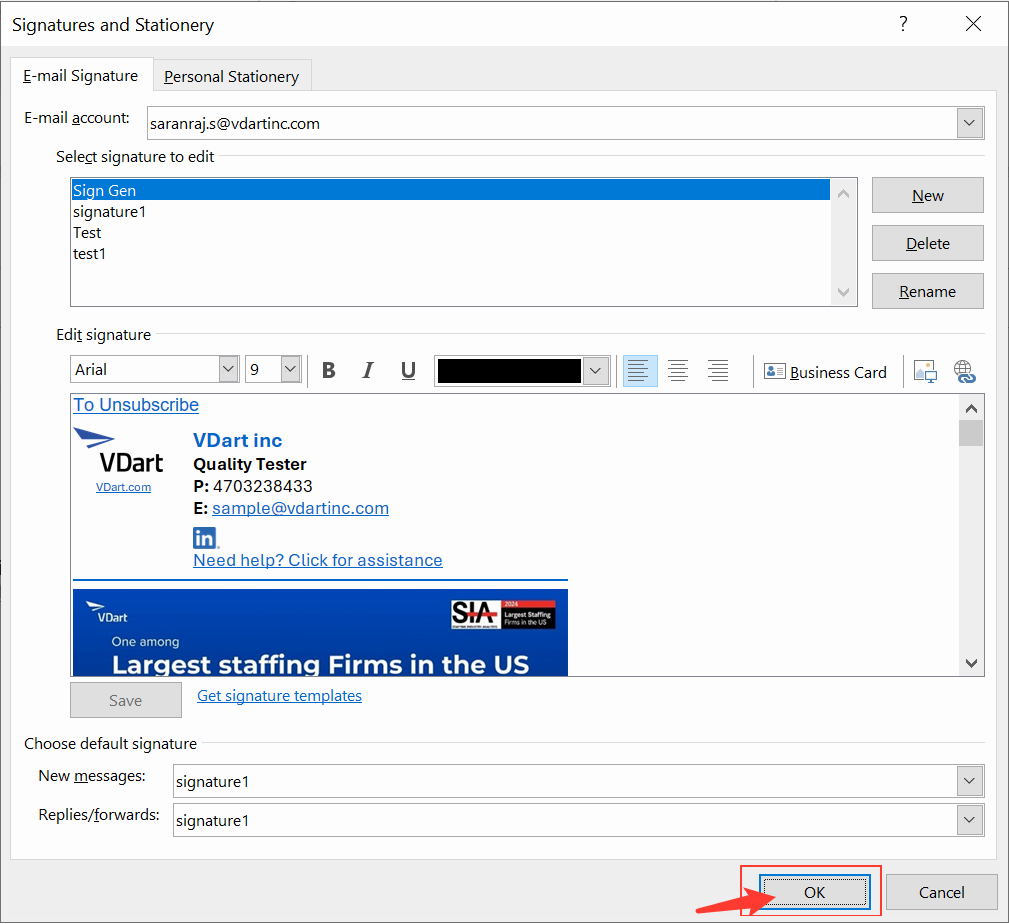 Signatures and Stationery
?
E-mail Signature
Personal Stationery
E-mail account:
saranraj.s@vdartinc.com
Select signature to edit
Sign Gen
signature1
Test
test1
New
Delete
Rename
Edit signature
Arial
9
B
I
U
Business Card
To Unsubscribe
VDart
VDart.com
VDart inc
Quality Tester
P: 4703238433
E: sample@vdartinc.com
in
Need help? Click for assistance
VDart
SIA
2024
Largest Staffing
Firms in the US
One among
Largest staffing Firms in the US
Save
Get signature templates
Choose default signature
New messages:
signature1
Replies/forwards:
signature1
OK
Cancel